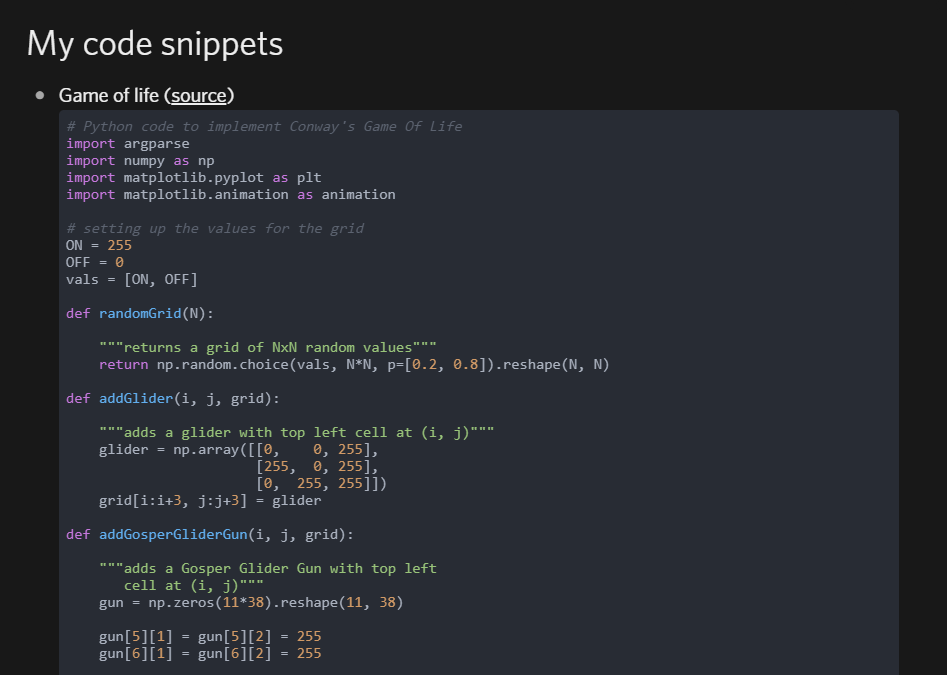 My code snippets
Game of life (source)
# Python code to implement Conway's Game Of Life
import argparse
import numpy as np
import matplotlib.pyplot as plt
import matplotlib.animation as animation
# setting up the values for the grid
ON = 255
OFF = 0
vals = [ON, OFF]
def randomGrid(N):
    """returns a grid of NxN random values"""
    return np.random.choice(vals, N*N, p=[0.2, 0.8]).reshape(N, N)
def addGlider(i, j, grid):
    """adds a glider with top left cell at (i, j)"""
    glider = np.array([[0,    0, 255],
                       [255,  0, 255],
                       [0,  255, 255]])
    grid[i:i+3, j:j+3] = glider
def addGosperGliderGun(i, j, grid):
    """adds a Gosper Glider Gun with top left
       cell at (i, j)"""
    gun = np.zeros(11*38).reshape(11, 38)
    gun[5][1] = gun[5][2] = 255
    gun[6][1] = gun[6][2] = 255